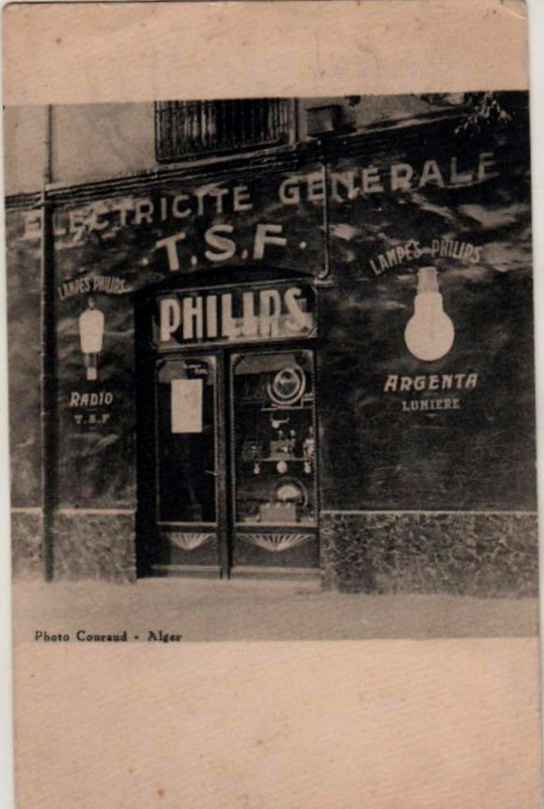 ELECTRICITE GENERALE
T.S.F.
LAMPES PHILIPS
RADIO
T.S.F
PHILIPS
LAMPES PHILIPS
ARGENTA
LUMIERE
Photo Couraud - Alger